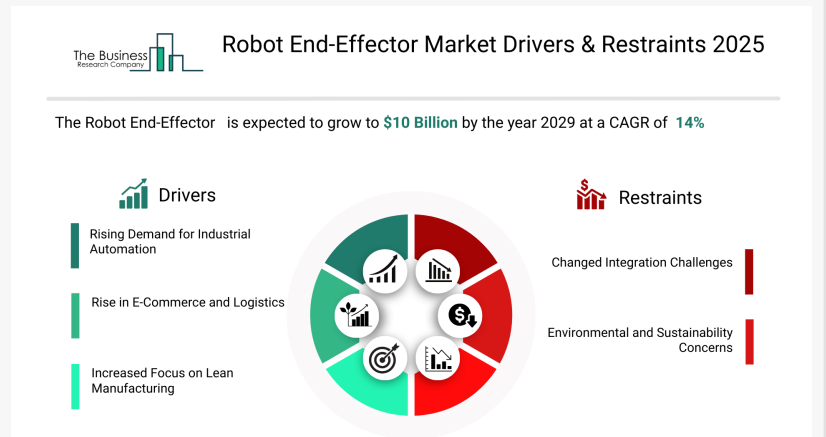 The Business
Research Company
Robot End-Effector Market Drivers & Restraints 2025
The Robot End-Effector is expected to grow to $10 Billion by the year 2029 at a CAGR of 14%
Drivers
Rising Demand for Industrial
Automation
Rise in E-Commerce and Logistics
Increased Focus on Lean
Manufacturing
$
Restraints
Changed Integration Challenges
Environmental and Sustainability
Concerns
$